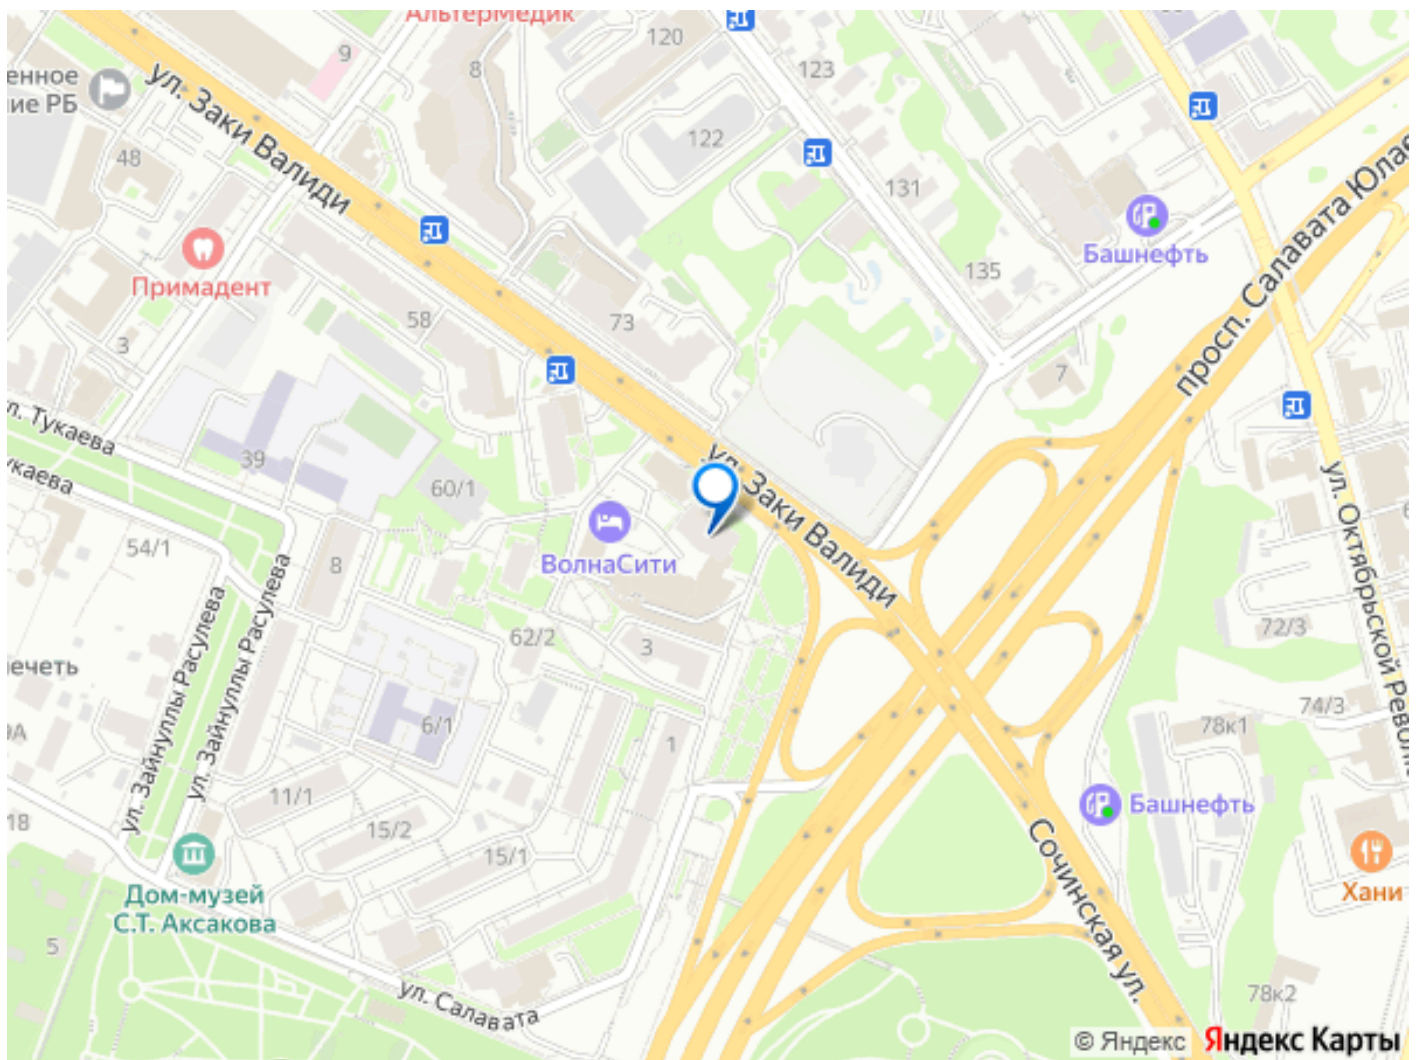 АльтерМедик
120
9
8
123
енное
ие РБ
ул. Заки Валиди
122
48
131
просп. Салавата Юлае
Башнефть
135
Примадент
58
73
3
7
ул. Заки Валиди
л. Тукаева
укаева
39
60/1
ул. Октябрьской Револю
6
54/1
8
ВолнаСити
ул. Зайнуллы Расулева
ул. Зайнуллы Расулева
62/2
3
72/3
ечеть
9А
6/1
1
74/3
78к1
11/1
15/2
15/1
18
Башнефть
Сочинская ул.
Дом-музей
С.Т. Аксакова
Хани
5
ул. Салавата
78к2
© Яндекс
Яндекс Карты